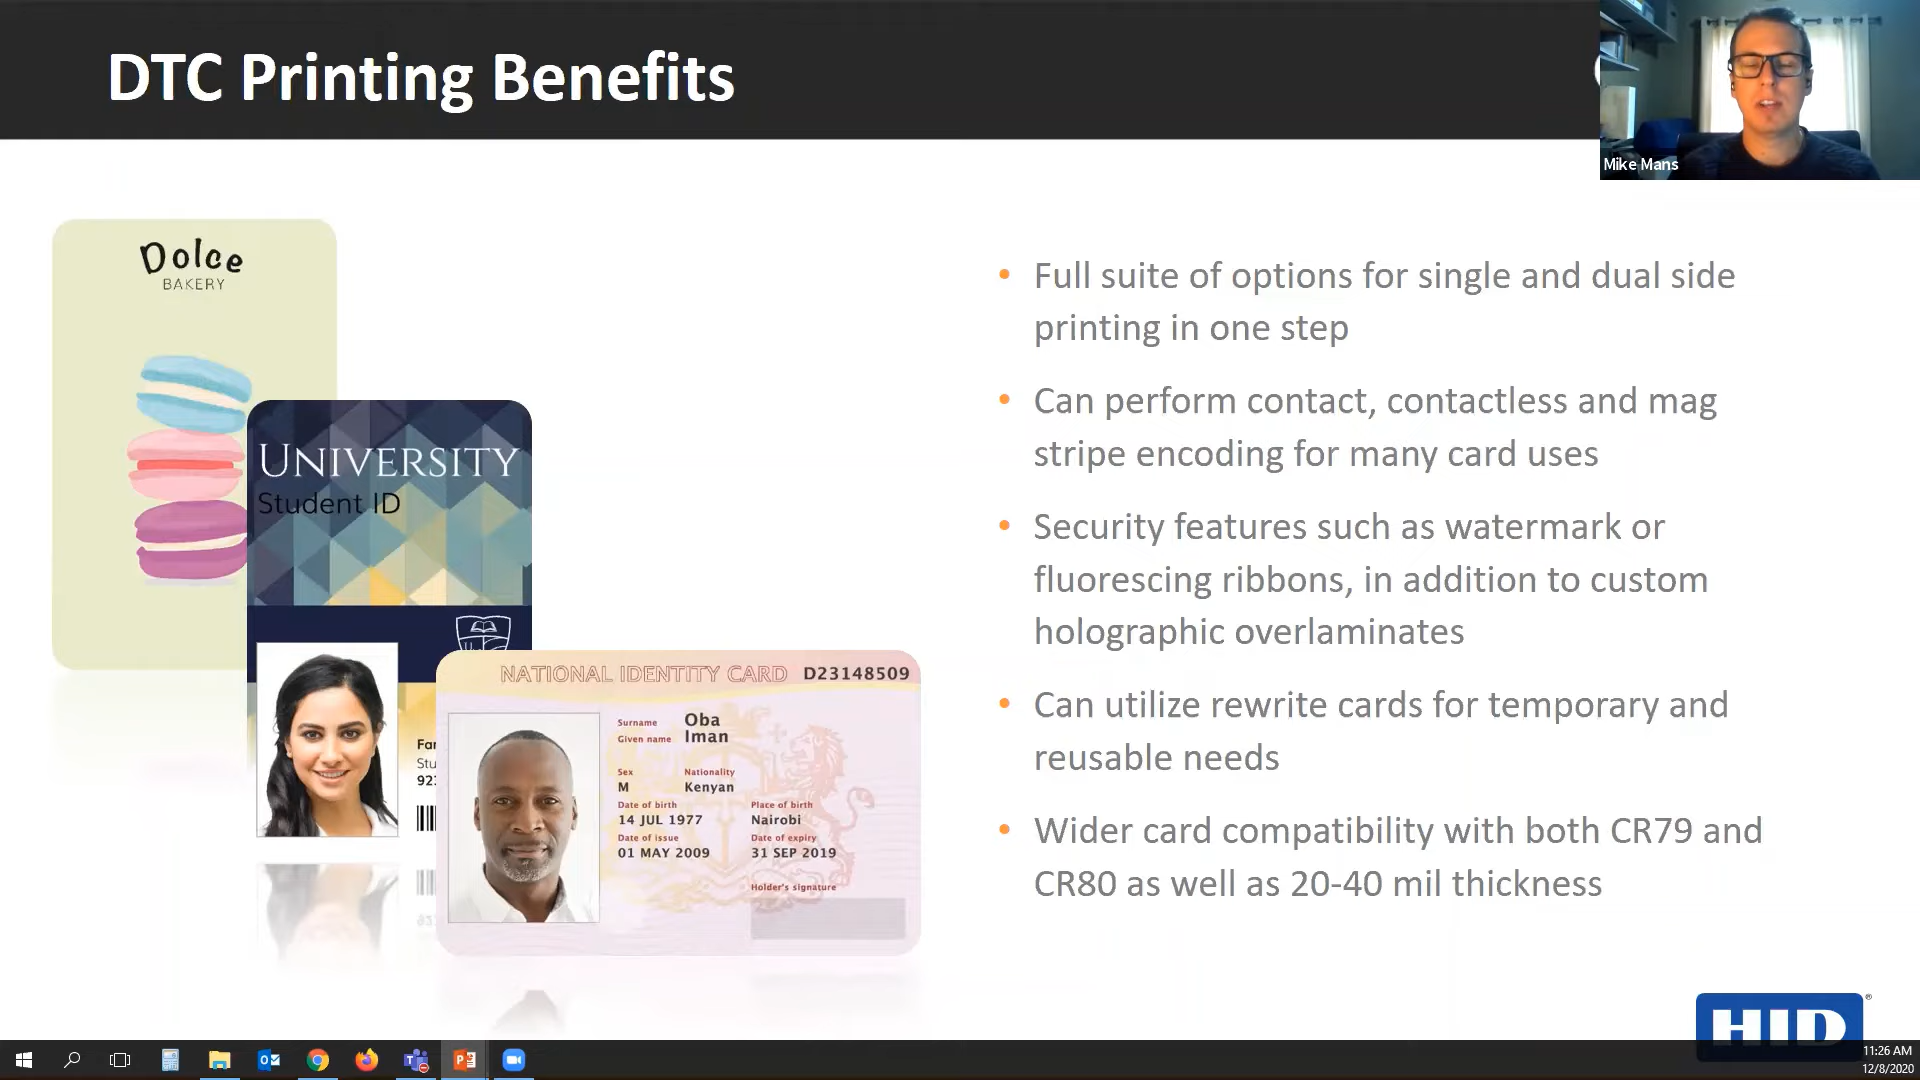 DTC Printing Benefits
Mike Mans
Dolce
BAKERY
UNIVERSITY
Student ID
NATIONAL IDENTITY CARD D23148509
Surname Oba
Given name Iman
Sex Nationality
M Kenyan
Date of birth Place of birth
14 JUL 1977 Nairobi
Date of issue Date of expiry
01 MAY 2009 31 SEP 2019
Holder's signature
• Full suite of options for single and dual side
printing in one step
• Can perform contact, contactless and mag
stripe encoding for many card uses
• Security features such as watermark or
fluorescing ribbons, in addition to custom
holographic overlaminates
• Can utilize rewrite cards for temporary and
reusable needs
• Wider card compatibility with both CR79 and
CR80 as well as 20-40 mil thickness
HID®
11:26 AM
12/8/2020